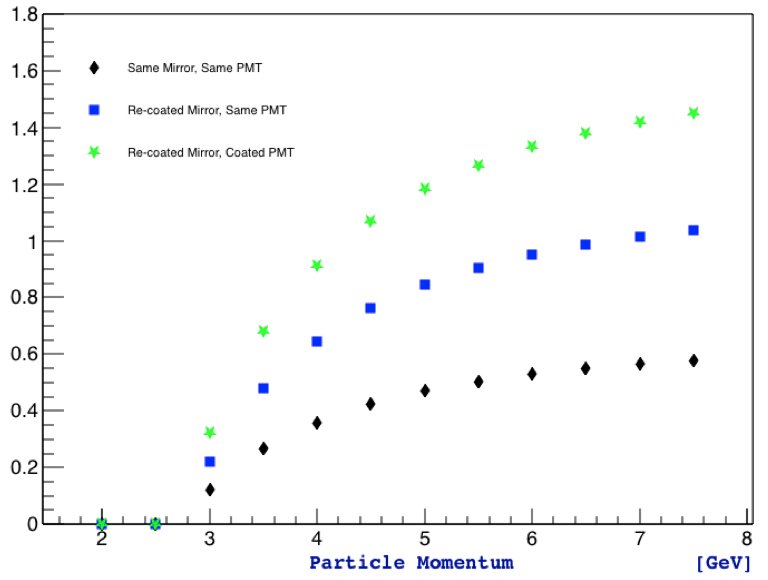 1.8
1.6
1.4
1.2
1
0.8
0.6
0.4
0.2
0
Same Mirror, Same PMT
Re-coated Mirror, Same PMT
Re-coated Mirror, Coated PMT
2 3 4 5 6 7 8
Particle Momentum [GeV]